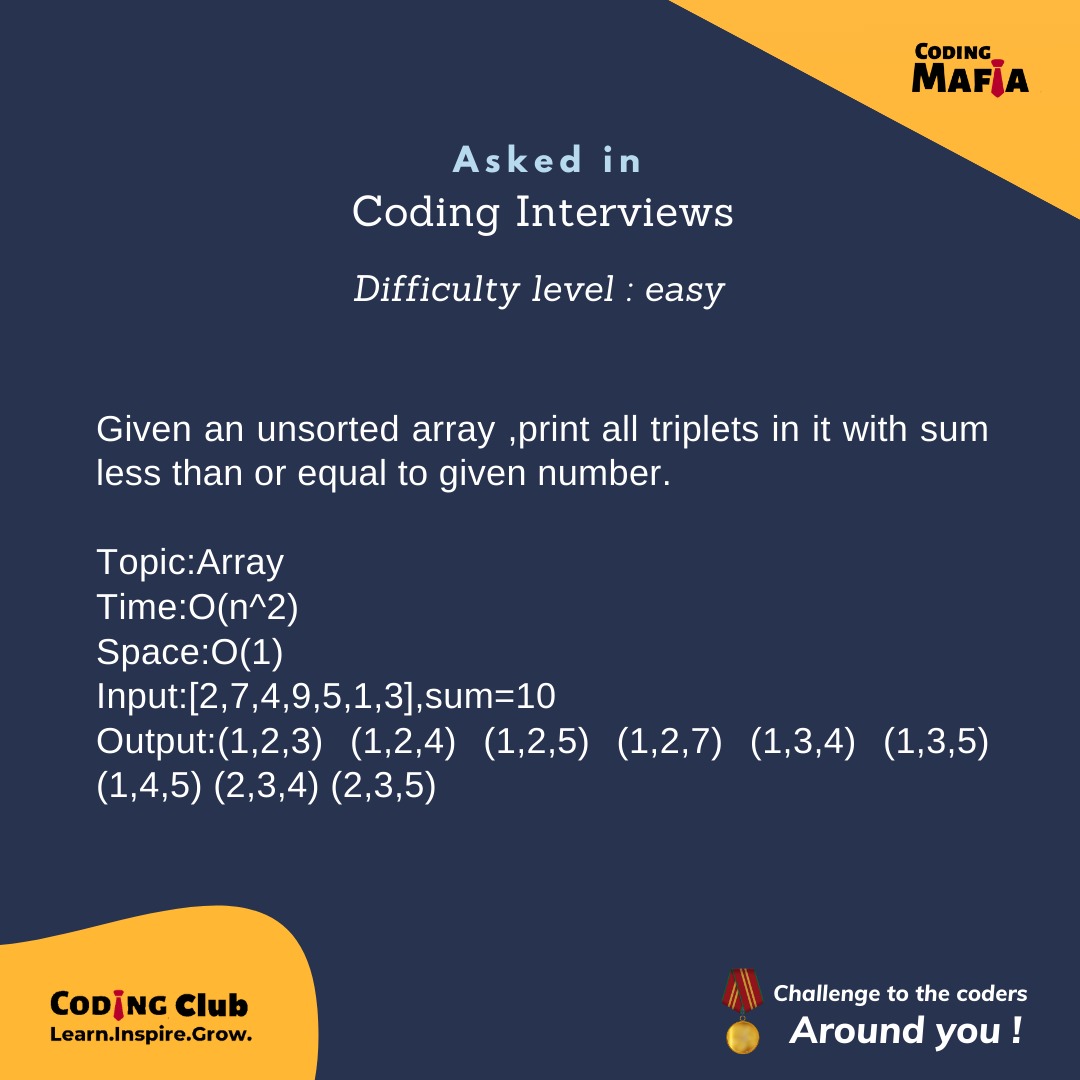 CODING
MAFIA
Asked in
Coding Interviews
Difficulty level : easy
Given an unsorted array ,print all triplets in it with sum
less than or equal to given number.
Topic:Array
Time:O(n^2)
Space:O(1)
Input:[2,7,4,9,5,1,3],sum=10
Output:(1,2,3) (1,2,4) (1,2,5) (1,2,7) (1,3,4) (1,3,5)
(1,4,5) (2,3,4) (2,3,5)
CODING Club
Learn.Inspire.Grow.
Challenge to the coders
Around you !